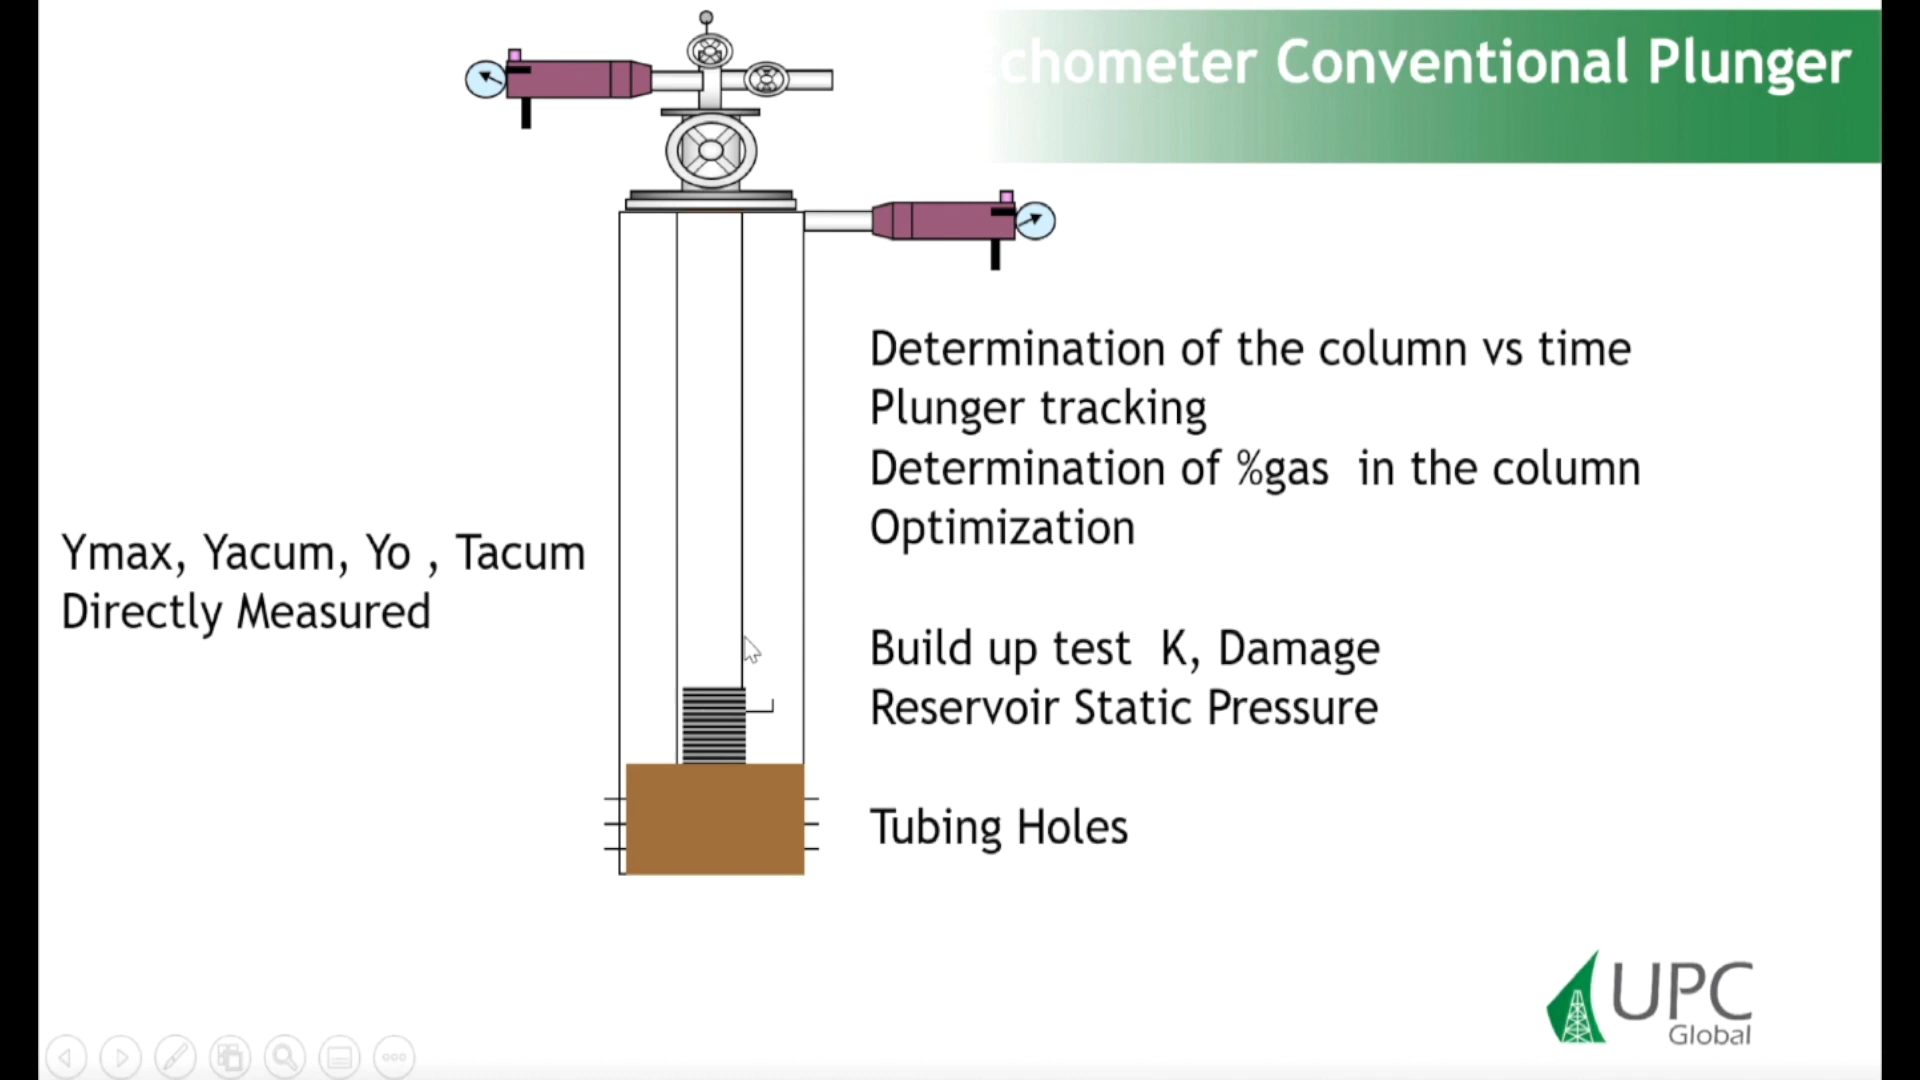 Echometer Conventional Plunger
Determination of the column vs time
Plunger tracking
Determination of %gas in the column
Optimization
Ymax, Yacum, Yo , Tacum
Directly Measured
Build up test K, Damage
Reservoir Static Pressure
Tubing Holes
UPC
Global